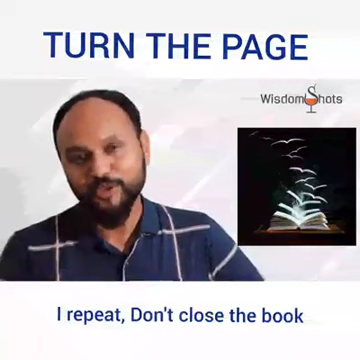 TURN THE PAGE
WisdomShots
I repeat, Don't close the book